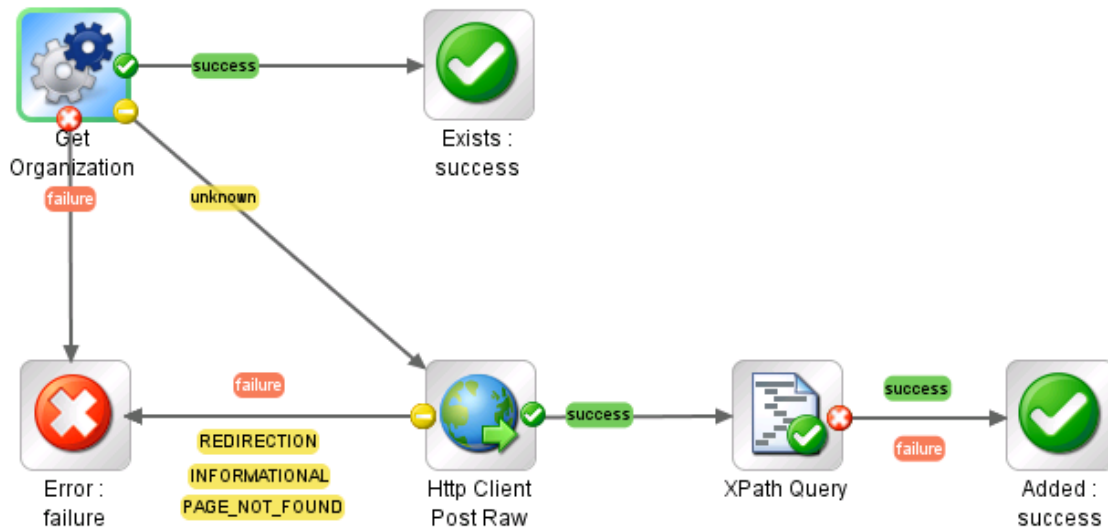 success
Get
Organization
Exists :
success
failure
unknown
failure
REDIRECTION
INFORMATIONAL
PAGE_NOT_FOUND
success
success
failure
Error :
failure
Http Client
Post Raw
XPath Query
Added :
success